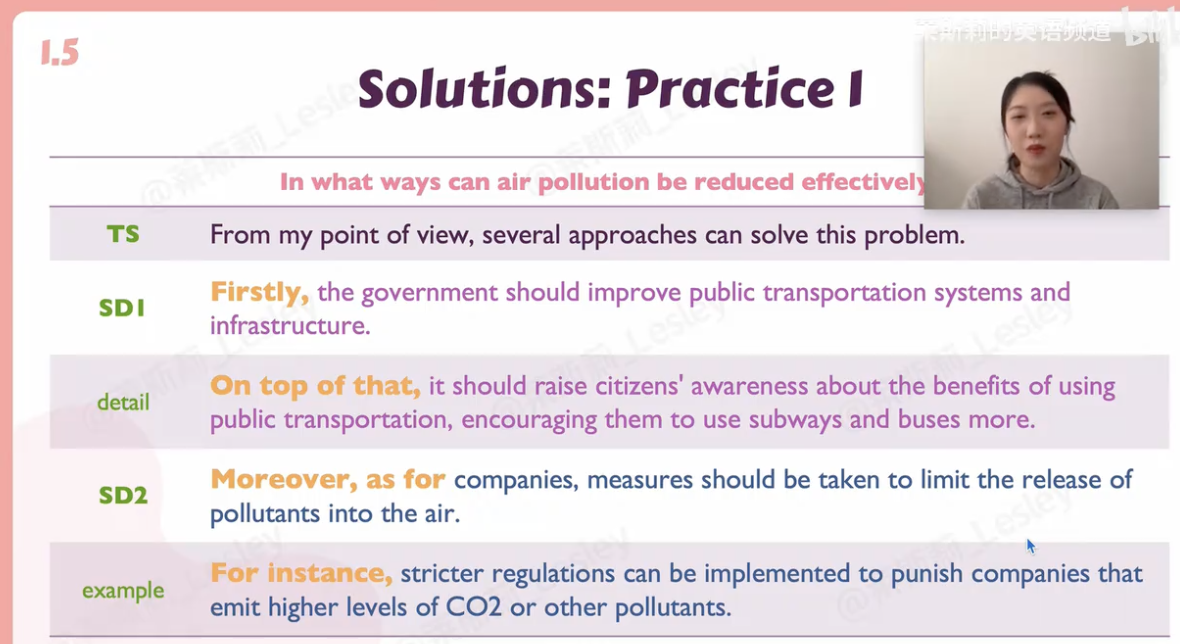 莱斯莉的英语频道
1.5
Solutions: Practice 1
In what ways can air pollution be reduced effectively
TS
From my point of view, several approaches can solve this problem.
SD1
Firstly, the government should improve public transportation systems and
infrastructure.
detail
On top of that, it should raise citizens' awareness about the benefits of using
public transportation, encouraging them to use subways and buses more.
SD2
Moreover, as for companies, measures should be taken to limit the release of
pollutants into the air.
example
For instance, stricter regulations can be implemented to punish companies that
emit higher levels of CO2 or other pollutants.
@莱斯莉_Lesley